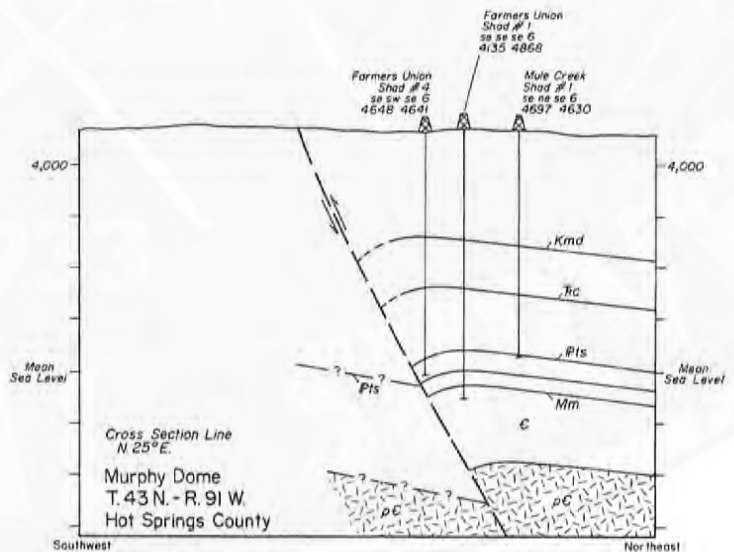 Farmers Union
Shad # 1
se se se 6
4135 4868
Farmers Union
Shad # 4
se sw se 6
4648 4641
Mule Creek
Shad # 1
se ne se 6
4697 4630
4,000
4,000
Kmd
Ћc
Pts
Mean
Sea Level
Mean
Sea Level
? ?
Pts
Mm
Є
Cross Section Line
N. 25° E.
Murphy Dome
T. 43 N. - R. 91 W.
Hot Springs County
? ?
pЄ
pЄ
Southwest
Northeast